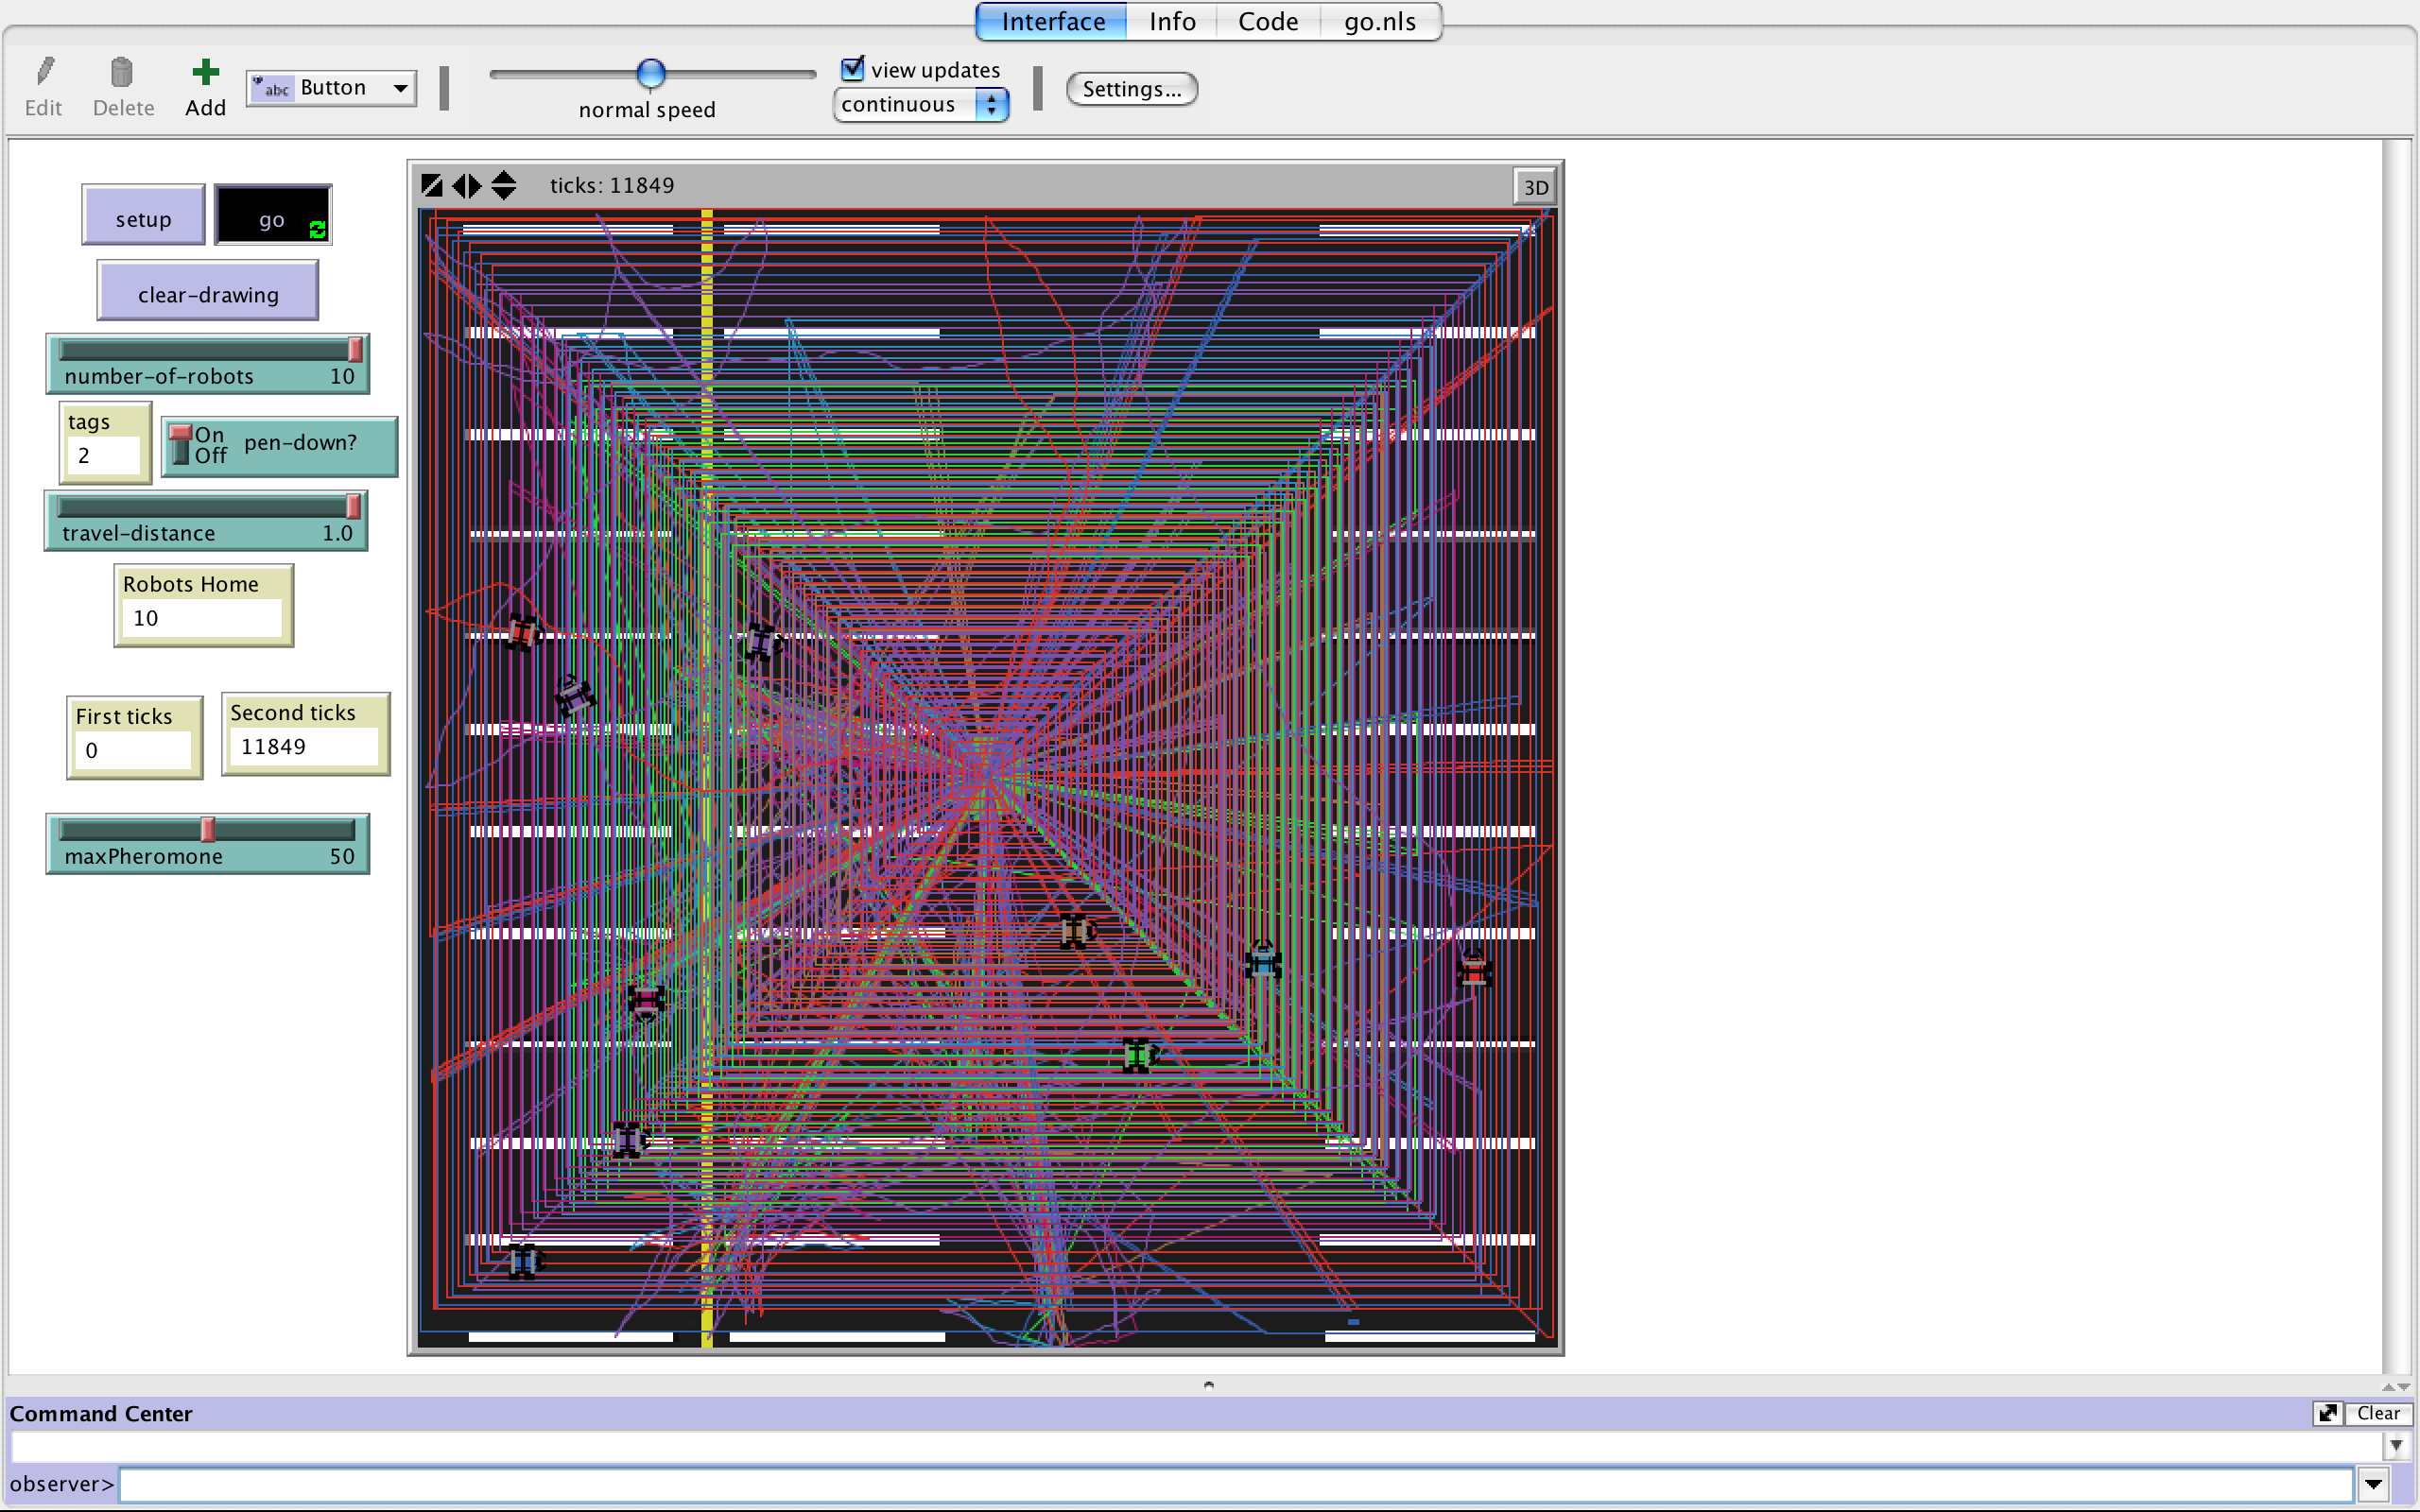 Interface Info Code go.nls
Edit Delete Add abc Button
normal speed
view updates
continuous
Settings...
ticks: 11849
3D
setup go
clear-drawing
number-of-robots 10
tags
2
On
Off
pen-down?
travel-distance 1.0
Robots Home
10
First ticks
0
Second ticks
11849
maxPheromone 50
Command Center
Clear
observer>